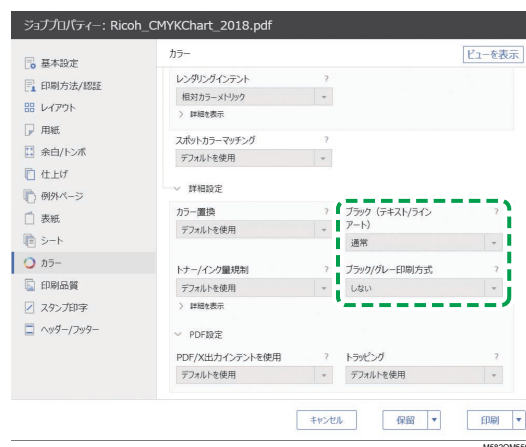 ジョブプロパティー: Ricoh_CMYKChart_2018.pdf
基本設定
印刷方法/認証
レイアウト
用紙
余白/トンボ
仕上げ
例外ページ
表紙
シート
カラー
印刷品質
スタンプ印字
ヘッダー/フッター
カラー
ビューを表示
レンダリングインテント ?
相対カラーメトリック
> 詳細を表示
スポットカラーマッチング ?
デフォルトを使用
詳細設定
カラー置換 ?
デフォルトを使用
ブラック（テキスト/ライン ?
アート）
通常
トナー/インク量規制 ?
デフォルトを使用
> 詳細を表示
ブラック/グレー印刷方式 ?
しない
PDF設定
PDF/X出力インテントを使用 ?
デフォルトを使用
トラッピング ?
デフォルトを使用
キャンセル
保留
印刷